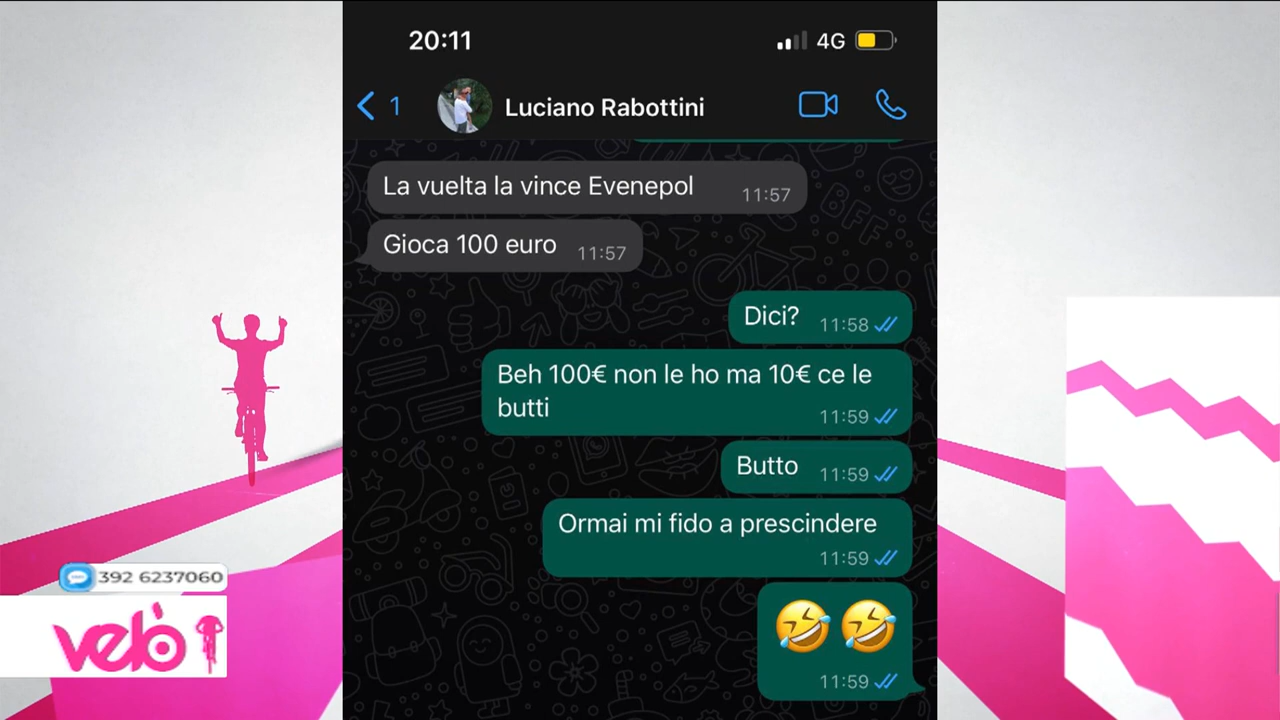 20:11
4G
1
Luciano Rabottini
La vuelta la vince Evenepol
11:57
Gioca 100 euro
11:57
Dici?
11:58
Beh 100€ non le ho ma 10€ ce le
butti
11:59
Butto
11:59
Ormai mi fido a prescindere
11:59
11:59
392 6237060
velò